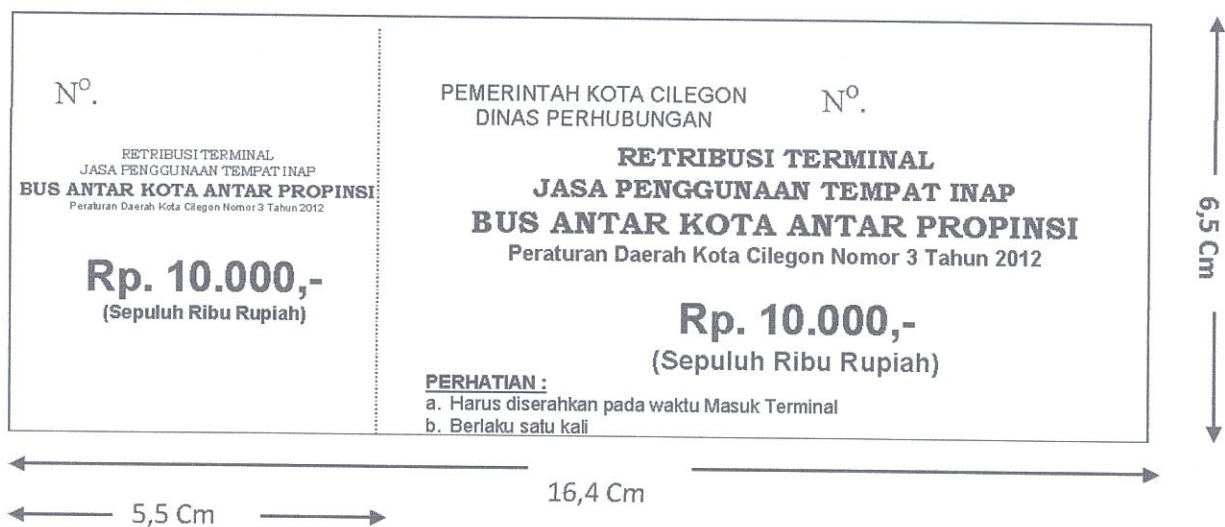 Nº.
RETRIBUSI TERMINAL
JASA PENGGUNAAN TEMPAT INAP
BUS ANTAR KOTA ANTAR PROPINSI
Peraturan Daerah Kota Cilegon Nomor 3 Tahun 2012
Rp. 10.000,-
(Sepuluh Ribu Rupiah)
PEMERINTAH KOTA CILEGON Nº.
DINAS PERHUBUNGAN
RETRIBUSI TERMINAL
JASA PENGGUNAAN TEMPAT INAP
BUS ANTAR KOTA ANTAR PROPINSI
Peraturan Daerah Kota Cilegon Nomor 3 Tahun 2012
Rp. 10.000,-
(Sepuluh Ribu Rupiah)
PERHATIAN :
a. Harus diserahkan pada waktu Masuk Terminal
b. Berlaku satu kali
6,5 Cm
16,4 Cm
5,5 Cm